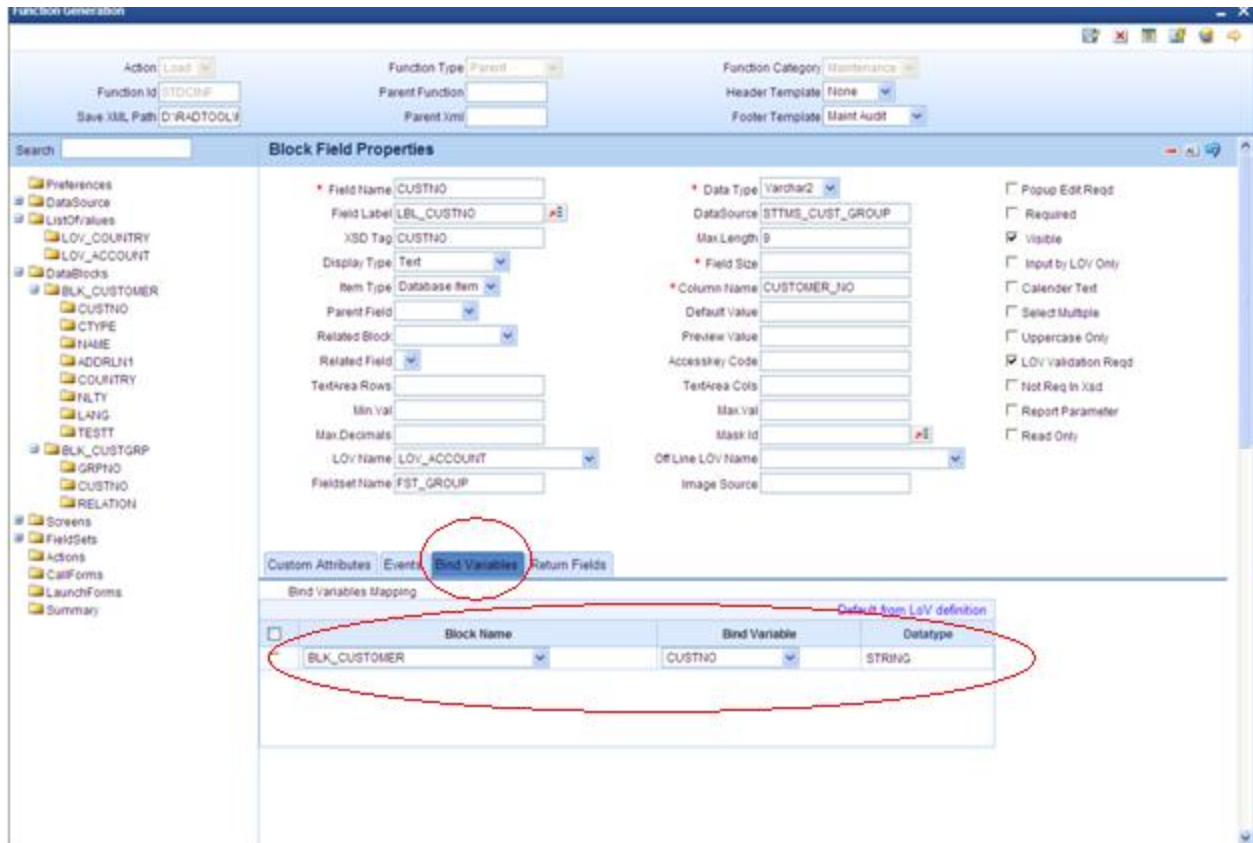 Function Generation
Action Load
Function Type Parent
Function Category Maintenance
Function Id STDCINF
Parent Function
Header Template None
Save XML Path D:\RADTOOL\
Parent Xml
Footer Template Maint Audit
Search
Block Field Properties
Preferences
DataSource
ListOfValues
LOV_COUNTRY
LOV_ACCOUNT
DataBlocks
BLK_CUSTOMER
CUSTNO
CTYPE
NAME
ADDRLN1
COUNTRY
NLTY
LANG
TESTT
BLK_CUSTGRP
GRPNO
CUSTNO
RELATION
Screens
FieldSets
Actions
CallForms
LaunchForms
Summary
* Field Name CUSTNO
Field Label LBL_CUSTNO
XSD Tag CUSTNO
Display Type Text
Item Type Database Item
Parent Field
Related Block
Related Field
TextArea Rows
Min.Val
Max.Decimals
LOV Name LOV_ACCOUNT
Fieldset Name FST_GROUP
* Data Type Varchar2
DataSource STTMS_CUST_GROUP
Max.Length 9
* Field Size
* Column Name CUSTOMER_NO
Default Value
Preview Value
Accesskey Code
TextArea Cols
Max.Val
Mask Id
Off Line LOV Name
Image Source
Popup Edit Reqd
Required
Visible
Input by LOV Only
Calender Text
Select Multiple
Uppercase Only
LOV Validation Reqd
Not Req In Xsd
Report Parameter
Read Only
Custom Attributes Events Bind Variables Return Fields
Bind Variables Mapping
Default from LoV definition
Block Name Bind Variable Datatype
BLK_CUSTOMER CUSTNO STRING